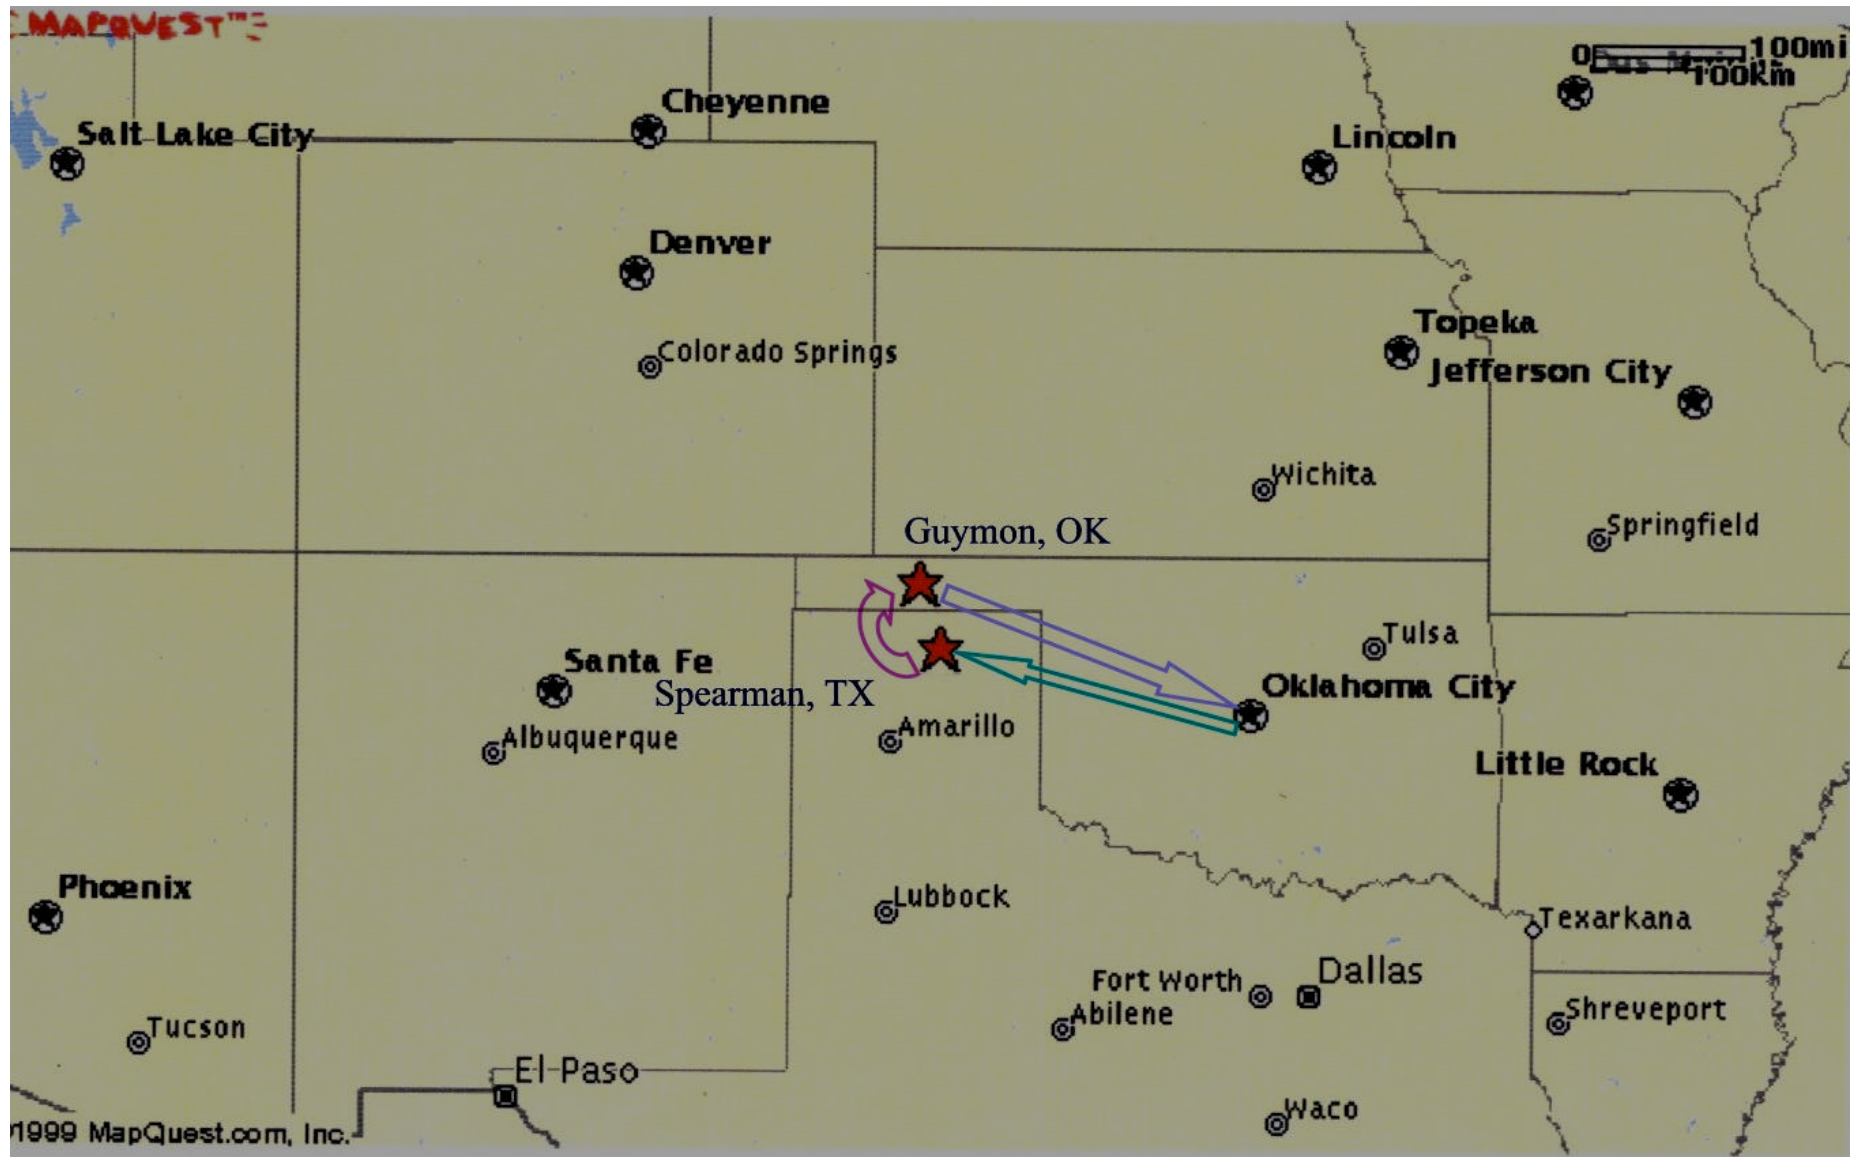 MAPQUEST™
0 100mi
100km
Cheyenne
Salt Lake City
Lincoln
Denver
Topeka
Colorado Springs
Jefferson City
Wichita
Springfield
Guymon, OK
Tulsa
Santa Fe
Oklahoma City
Spearman, TX
Amarillo
Albuquerque
Little Rock
Phoenix
Lubbock
Texarkana
Dallas
Fort Worth
Abilene
Shreveport
Tucson
El Paso
Waco
1999 MapQuest.com, Inc.